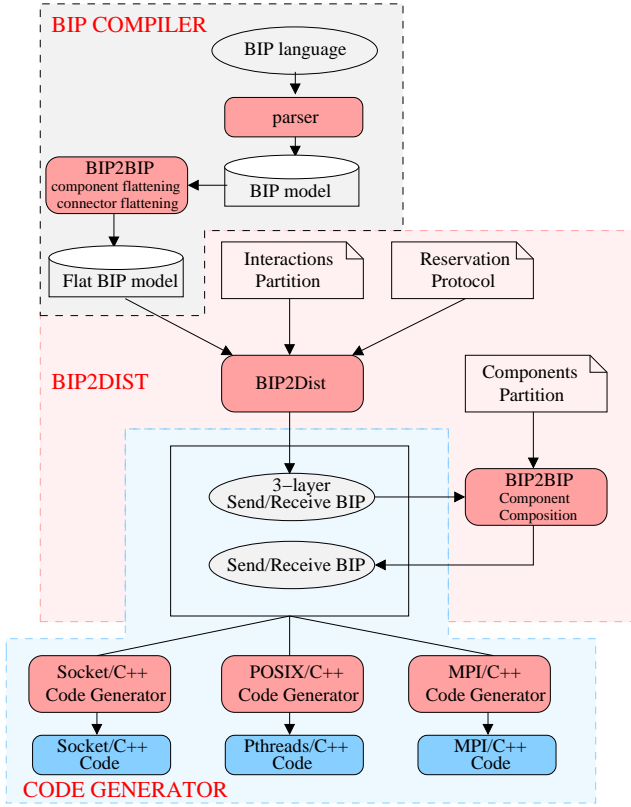 BIP COMPILER
BIP language
parser
BIP2BIP
component flattening
connector flattening
BIP model
Flat BIP model
Interactions
Partition
Reservation
Protocol
BIP2DIST
BIP2Dist
Components
Partition
3−layer
Send/Receive BIP
BIP2BIP
Component
Composition
Send/Receive BIP
Socket/C++
Code Generator
POSIX/C++
Code Generator
MPI/C++
Code Generator
Socket/C++
Code
Pthreads/C++
Code
MPI/C++
Code
CODE GENERATOR